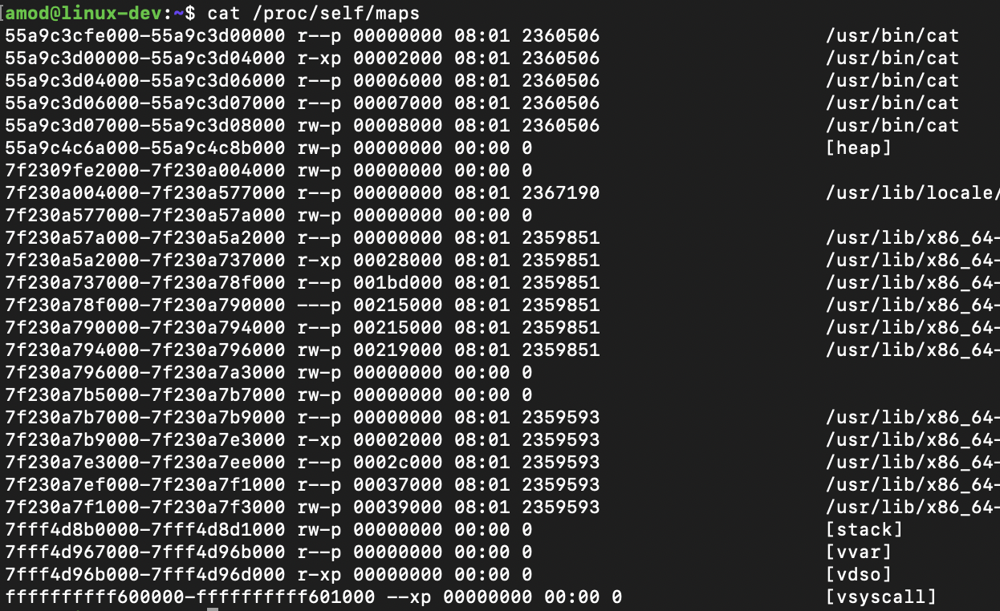 [amod@linux-dev:~$ cat /proc/self/maps
55a9c3cfe000-55a9c3d00000 r--p 00000000 08:01 2360506 /usr/bin/cat
55a9c3d00000-55a9c3d04000 r-xp 00002000 08:01 2360506 /usr/bin/cat
55a9c3d04000-55a9c3d06000 r--p 00006000 08:01 2360506 /usr/bin/cat
55a9c3d06000-55a9c3d07000 r--p 00007000 08:01 2360506 /usr/bin/cat
55a9c3d07000-55a9c3d08000 rw-p 00008000 08:01 2360506 /usr/bin/cat
55a9c4c6a000-55a9c4c8b000 rw-p 00000000 00:00 0 [heap]
7f2309fe2000-7f230a004000 rw-p 00000000 00:00 0
7f230a004000-7f230a577000 r--p 00000000 08:01 2367190 /usr/lib/locale/
7f230a577000-7f230a57a000 rw-p 00000000 00:00 0
7f230a57a000-7f230a5a2000 r--p 00000000 08:01 2359851 /usr/lib/x86_64-
7f230a5a2000-7f230a737000 r-xp 00028000 08:01 2359851 /usr/lib/x86_64-
7f230a737000-7f230a78f000 r--p 001bd000 08:01 2359851 /usr/lib/x86_64-
7f230a78f000-7f230a790000 ---p 00215000 08:01 2359851 /usr/lib/x86_64-
7f230a790000-7f230a794000 r--p 00215000 08:01 2359851 /usr/lib/x86_64-
7f230a794000-7f230a796000 rw-p 00219000 08:01 2359851 /usr/lib/x86_64-
7f230a796000-7f230a7a3000 rw-p 00000000 00:00 0
7f230a7b5000-7f230a7b7000 rw-p 00000000 00:00 0
7f230a7b7000-7f230a7b9000 r--p 00000000 08:01 2359593 /usr/lib/x86_64-
7f230a7b9000-7f230a7e3000 r-xp 00002000 08:01 2359593 /usr/lib/x86_64-
7f230a7e3000-7f230a7ee000 r--p 0002c000 08:01 2359593 /usr/lib/x86_64-
7f230a7ef000-7f230a7f1000 r--p 00037000 08:01 2359593 /usr/lib/x86_64-
7f230a7f1000-7f230a7f3000 rw-p 00039000 08:01 2359593 /usr/lib/x86_64-
7fff4d8b0000-7fff4d8d1000 rw-p 00000000 00:00 0 [stack]
7fff4d967000-7fff4d96b000 r--p 00000000 00:00 0 [vvar]
7fff4d96b000-7fff4d96d000 r-xp 00000000 00:00 0 [vdso]
ffffffffff600000-ffffffffff601000 --xp 00000000 00:00 0 [vsyscall]